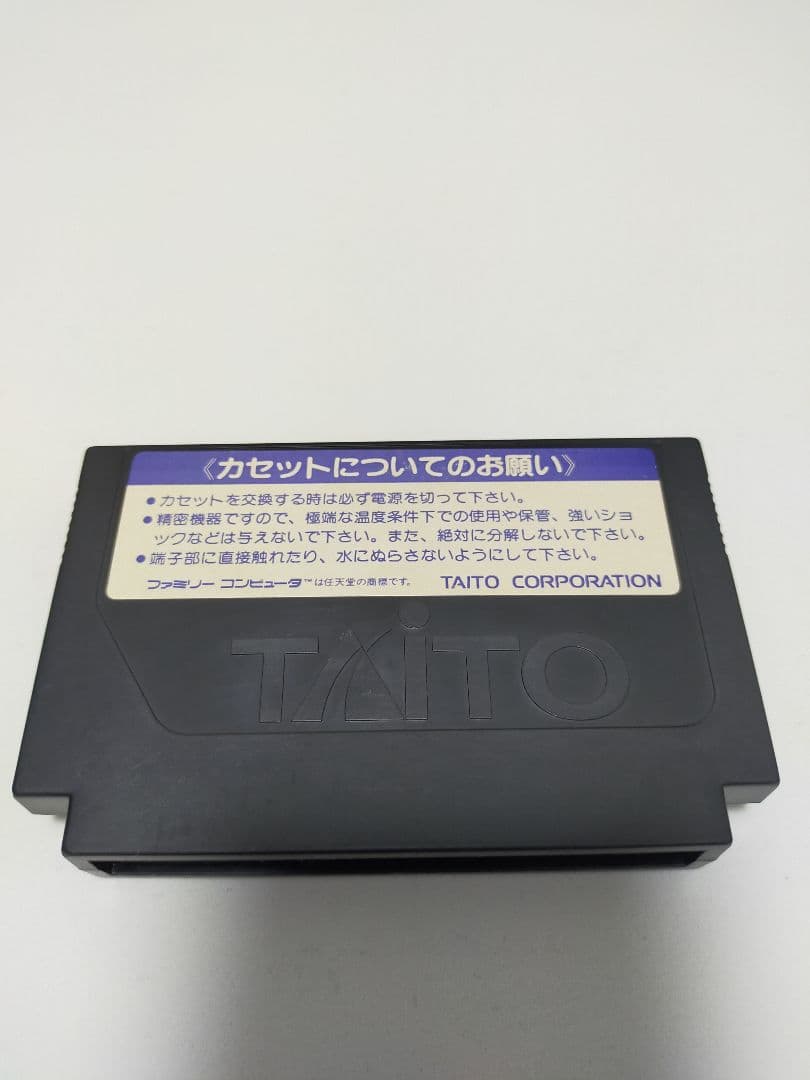 《カセットについてのお願い》
●カセットを交換する時は必ず電源を切って下さい。
●精密機器ですので、極端な温度条件下での使用や保管、強いショ
ックなどは与えないで下さい。また、絶対に分解しないで下さい。
●端子部に直接触れたり、水にぬらさないようにして下さい。
ファミリー コンピュータ™は任天堂の商標です。 TAITO CORPORATION
TAiTO